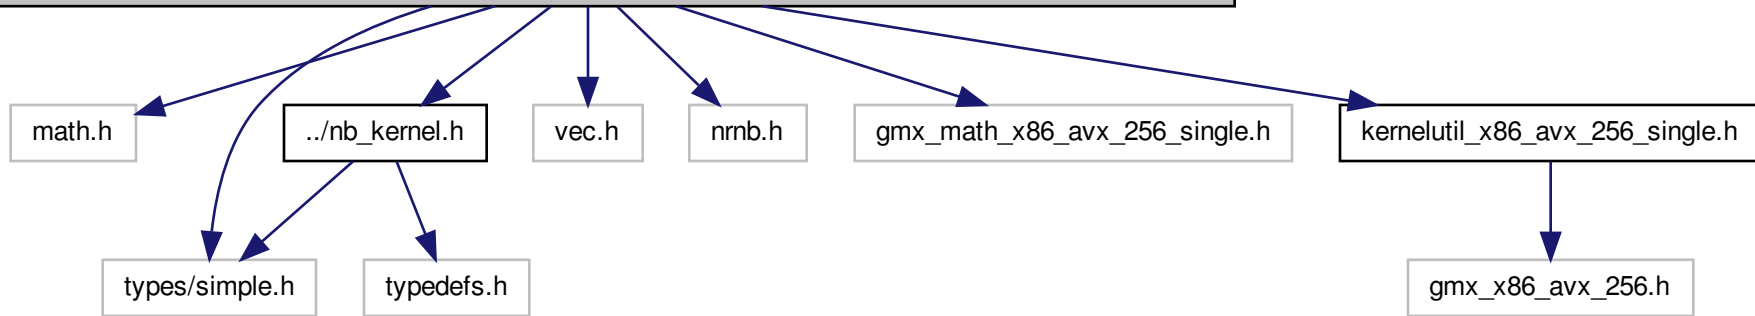 math.h
../nb_kernel.h
vec.h
nrnb.h
gmx_math_x86_avx_256_single.h
kernelutil_x86_avx_256_single.h
types/simple.h
typedefs.h
gmx_x86_avx_256.h